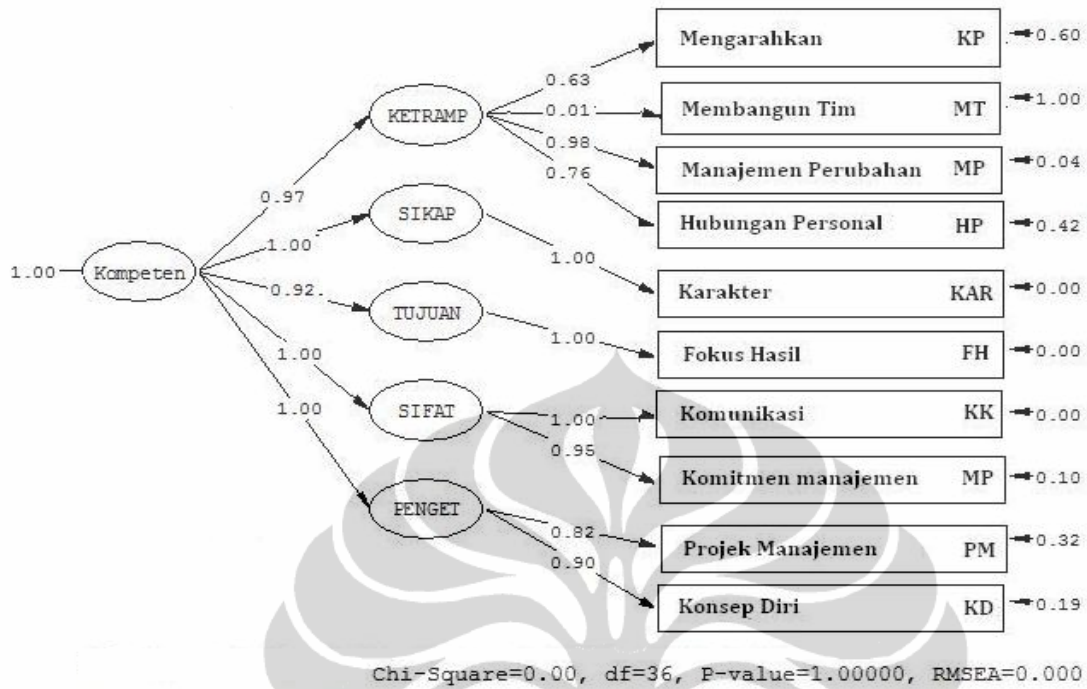 Mengarahkan KP 0.60
0.63
KETRAMP
0.01
Membangun Tim MT 1.00
0.98
Manajemen Perubahan MP 0.04
0.76
0.97
SIKAP
Hubungan Personal HP 0.42
1.00
1.00
1.00 Kompeten
Karakter KAR 0.00
0.92
TUJUAN
1.00
Fokus Hasil FH 0.00
1.00
1.00
SIFAT
1.00
Komunikasi KK 0.00
0.95
Komitmen manajemen MP 0.10
PENGET
0.82
Projek Manajemen PM 0.32
0.90
Konsep Diri KD 0.19
Chi-Square=0.00, df=36, P-value=1.00000, RMSEA=0.000